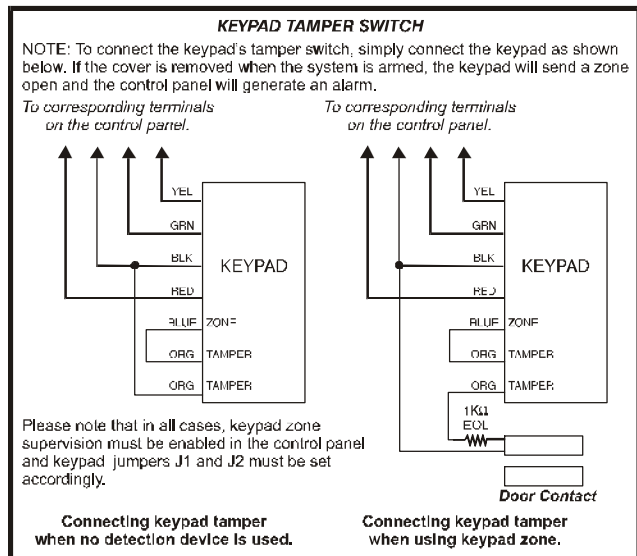 KEYPAD TAMPER SWITCH
NOTE: To connect the keypad's tamper switch, simply connect the keypad as shown
below. If the cover is removed when the system is armed, the keypad will send a zone
open and the control panel will generate an alarm.
To corresponding terminals
on the control panel.
YEL
GRN
BLK
RED
KEYPAD
BLUE ZONE
ORG TAMPER
ORG TAMPER
To corresponding terminals
on the control panel.
YEL
GRN
BLK
RED
KEYPAD
BLUE ZONE
ORG TAMPER
ORG TAMPER
1KΩ
EOL
Door Contact
Please note that in all cases, keypad zone
supervision must be enabled in the control panel
and keypad jumpers J1 and J2 must be set
accordingly.
Connecting keypad tamper
when no detection device is used.
Connecting keypad tamper
when using keypad zone.